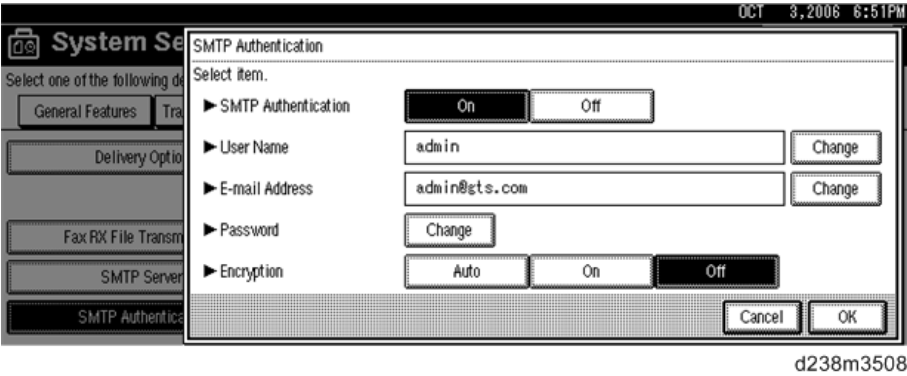 OCT 3,2006 6:51PM
System Se
SMTP Authentication
Select one of the following de
Select item.
General Features
Tra
►SMTP Authentication
On
Off
Delivery Optio
►User Name
admin
Change
►E-mail Address
admin@gts.com
Change
Fax RX File Transm
►Password
Change
SMTP Server
►Encryption
Auto
On
Off
SMTP Authentica
Cancel
OK
d238m3508